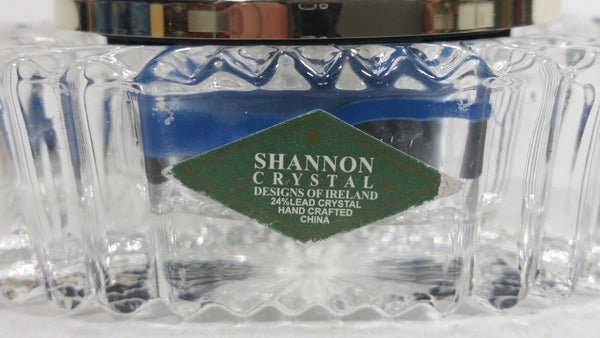 SHANNON
CRYSTAL
DESIGNS OF IRELAND
24%LEAD CRYSTAL
HAND CRAFTED
CHINA